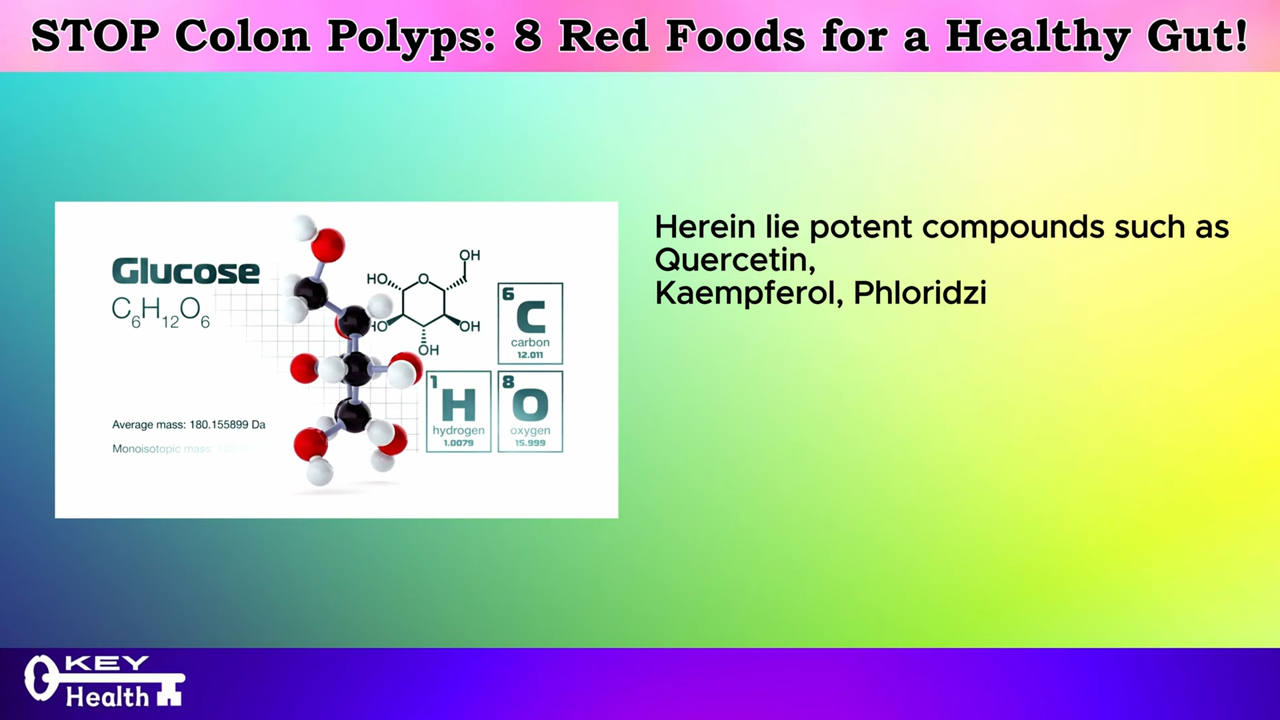 STOP Colon Polyps: 8 Red Foods for a Healthy Gut!
Glucose
C6H12O6
Average mass: 180.155899 Da
Monoisotopic mass:
OH
HO
O
HO
OH
OH
6
C
carbon
12.011
1
H
hydrogen
1.0079
8
O
oxygen
15.999
Herein lie potent compounds such as
Quercetin,
Kaempferol, Phloridzi
KEY
Health